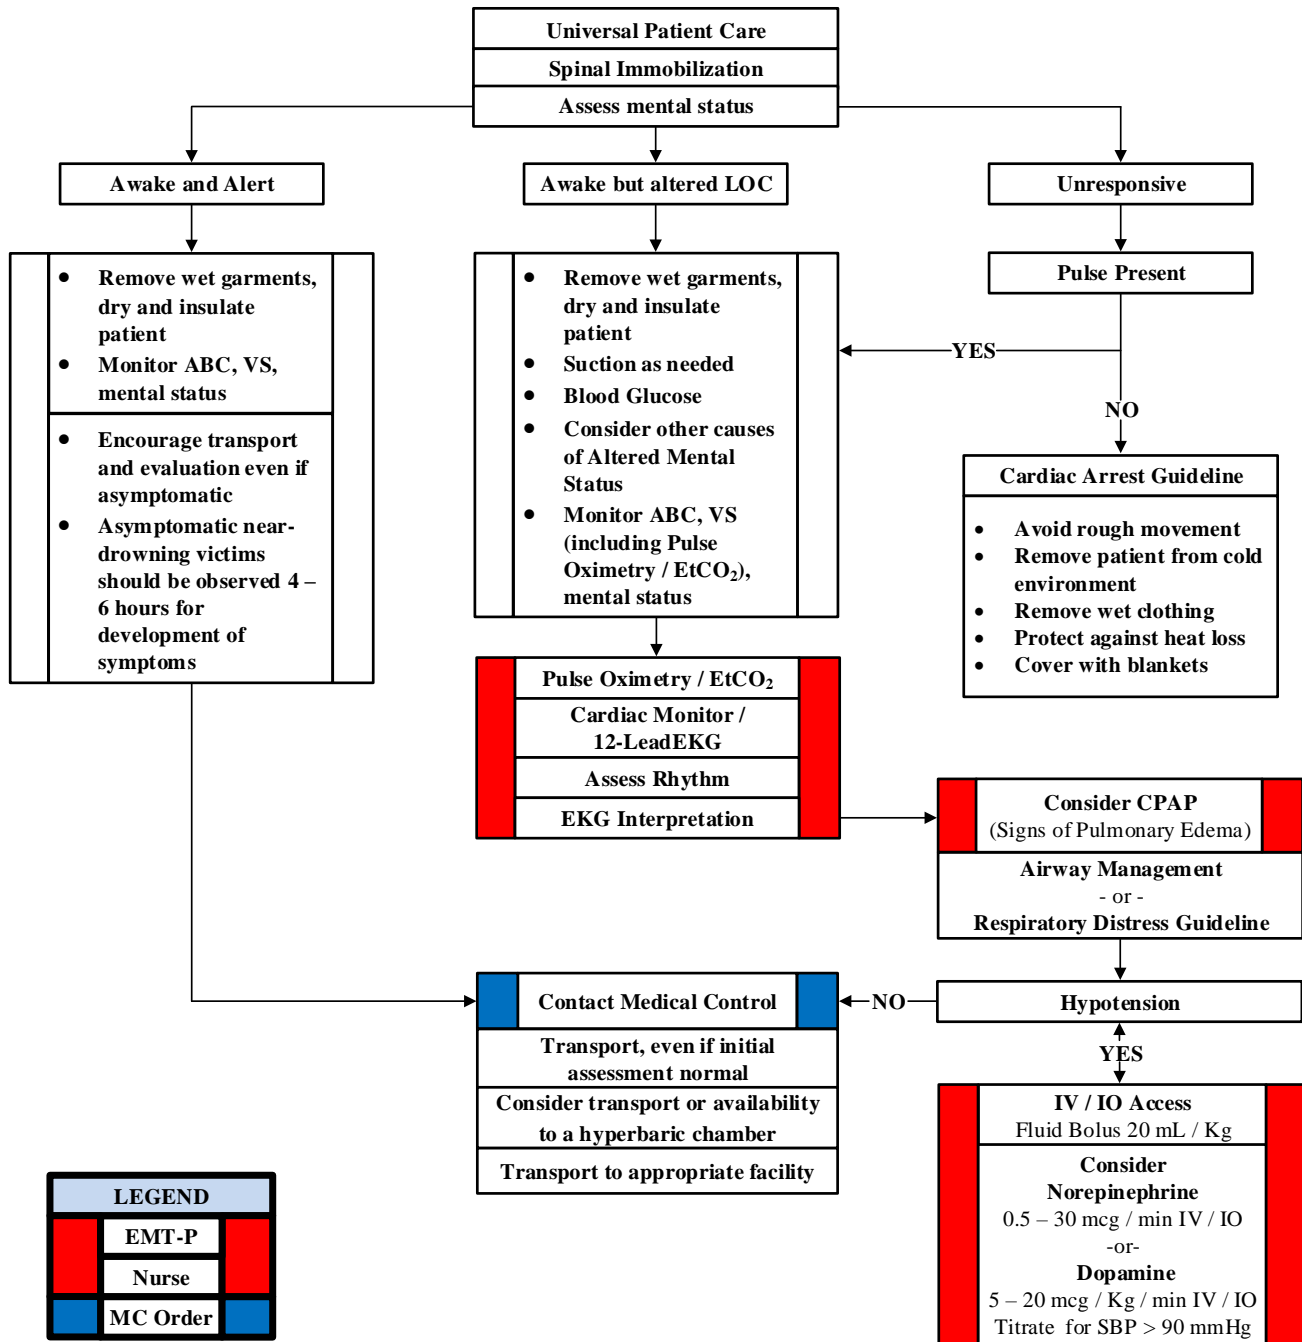 Universal Patient Care
Spinal Immobilization
Assess mental status
Awake and Alert
Awake but altered LOC
Unresponsive
Pulse Present
• Remove wet garments,
dry and insulate
patient
• Monitor ABC, VS,
mental status
• Encourage transport
and evaluation even if
asymptomatic
• Asymptomatic near-
drowning victims
should be observed 4 –
6 hours for
development of
symptoms
• Remove wet garments,
dry and insulate
patient
• Suction as needed
• Blood Glucose
• Consider other causes
of Altered Mental
Status
• Monitor ABC, VS
(including Pulse
Oximetry / EtCO₂),
mental status
YES
NO
Cardiac Arrest Guideline
• Avoid rough movement
• Remove patient from cold
environment
• Remove wet clothing
• Protect against heat loss
• Cover with blankets
Pulse Oximetry / EtCO₂
Cardiac Monitor /
12-LeadEKG
Assess Rhythm
EKG Interpretation
Consider CPAP
(Signs of Pulmonary Edema)
Airway Management
- or -
Respiratory Distress Guideline
Hypotension
NO
YES
Contact Medical Control
Transport, even if initial
assessment normal
Consider transport or availability
to a hyperbaric chamber
Transport to appropriate facility
IV / IO Access
Fluid Bolus 20 mL / Kg
Consider
Norepinephrine
0.5 – 30 mcg / min IV / IO
-or-
Dopamine
5 – 20 mcg / Kg / min IV / IO
Titrate for SBP > 90 mmHg
LEGEND
EMT-P
Nurse
MC Order